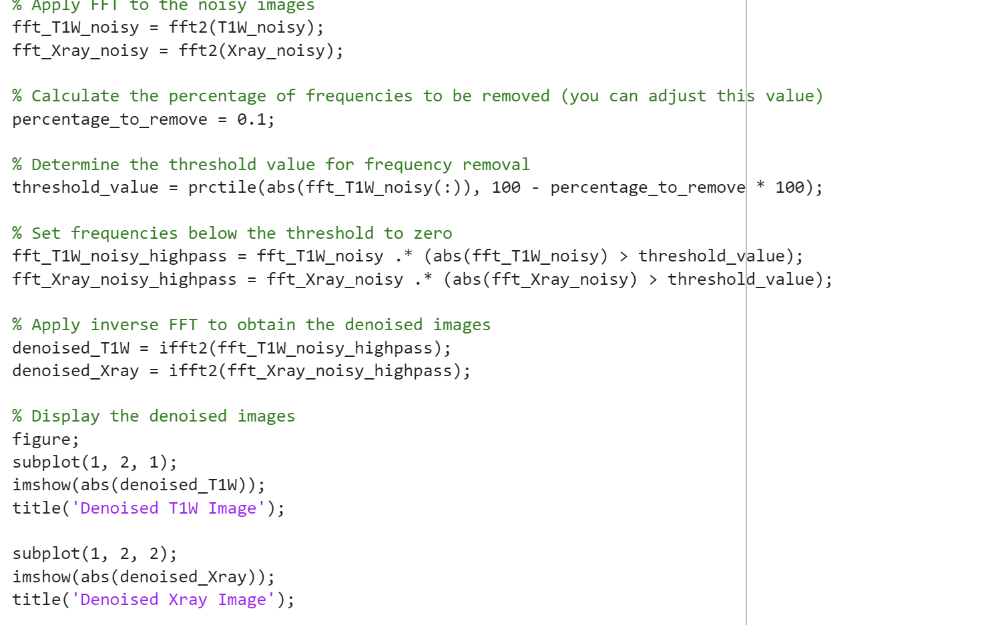 % Apply FFT to the noisy images
fft_T1W_noisy = fft2(T1W_noisy);
fft_Xray_noisy = fft2(Xray_noisy);
% Calculate the percentage of frequencies to be removed (you can adjust this value)
percentage_to_remove = 0.1;
% Determine the threshold value for frequency removal
threshold_value = prctile(abs(fft_T1W_noisy(:)), 100 - percentage_to_remove * 100);
% Set frequencies below the threshold to zero
fft_T1W_noisy_highpass = fft_T1W_noisy .* (abs(fft_T1W_noisy) > threshold_value);
fft_Xray_noisy_highpass = fft_Xray_noisy .* (abs(fft_Xray_noisy) > threshold_value);
% Apply inverse FFT to obtain the denoised images
denoised_T1W = ifft2(fft_T1W_noisy_highpass);
denoised_Xray = ifft2(fft_Xray_noisy_highpass);
% Display the denoised images
figure;
subplot(1, 2, 1);
imshow(abs(denoised_T1W));
title('Denoised T1W Image');
subplot(1, 2, 2);
imshow(abs(denoised_Xray));
title('Denoised Xray Image');